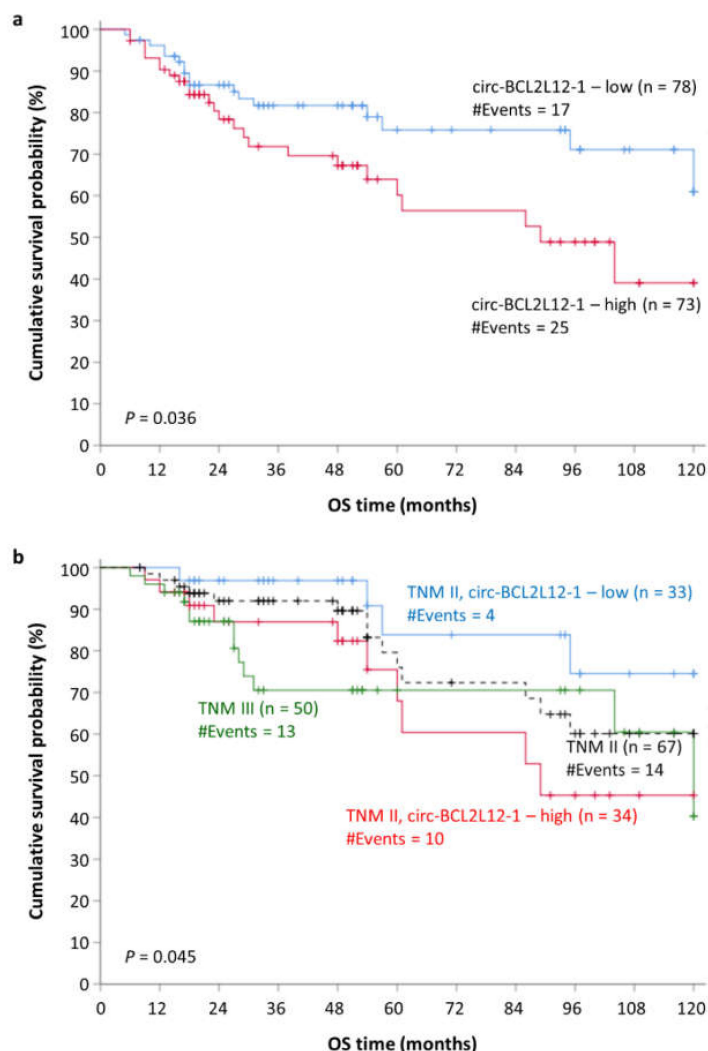 a
100
90
80
70
60
50
40
30
20
10
0
Cumulative survival probability (%)
circ-BCL2L12-1 – low (n = 78)
#Events = 17
circ-BCL2L12-1 – high (n = 73)
#Events = 25
P = 0.036
0 12 24 36 48 60 72 84 96 108 120
OS time (months)
b
100
90
80
70
60
50
40
30
20
10
0
Cumulative survival probability (%)
TNM II, circ-BCL2L12-1 – low (n = 33)
#Events = 4
TNM III (n = 50)
#Events = 13
TNM II (n = 67)
#Events = 14
TNM II, circ-BCL2L12-1 – high (n = 34)
#Events = 10
P = 0.045
0 12 24 36 48 60 72 84 96 108 120
OS time (months)